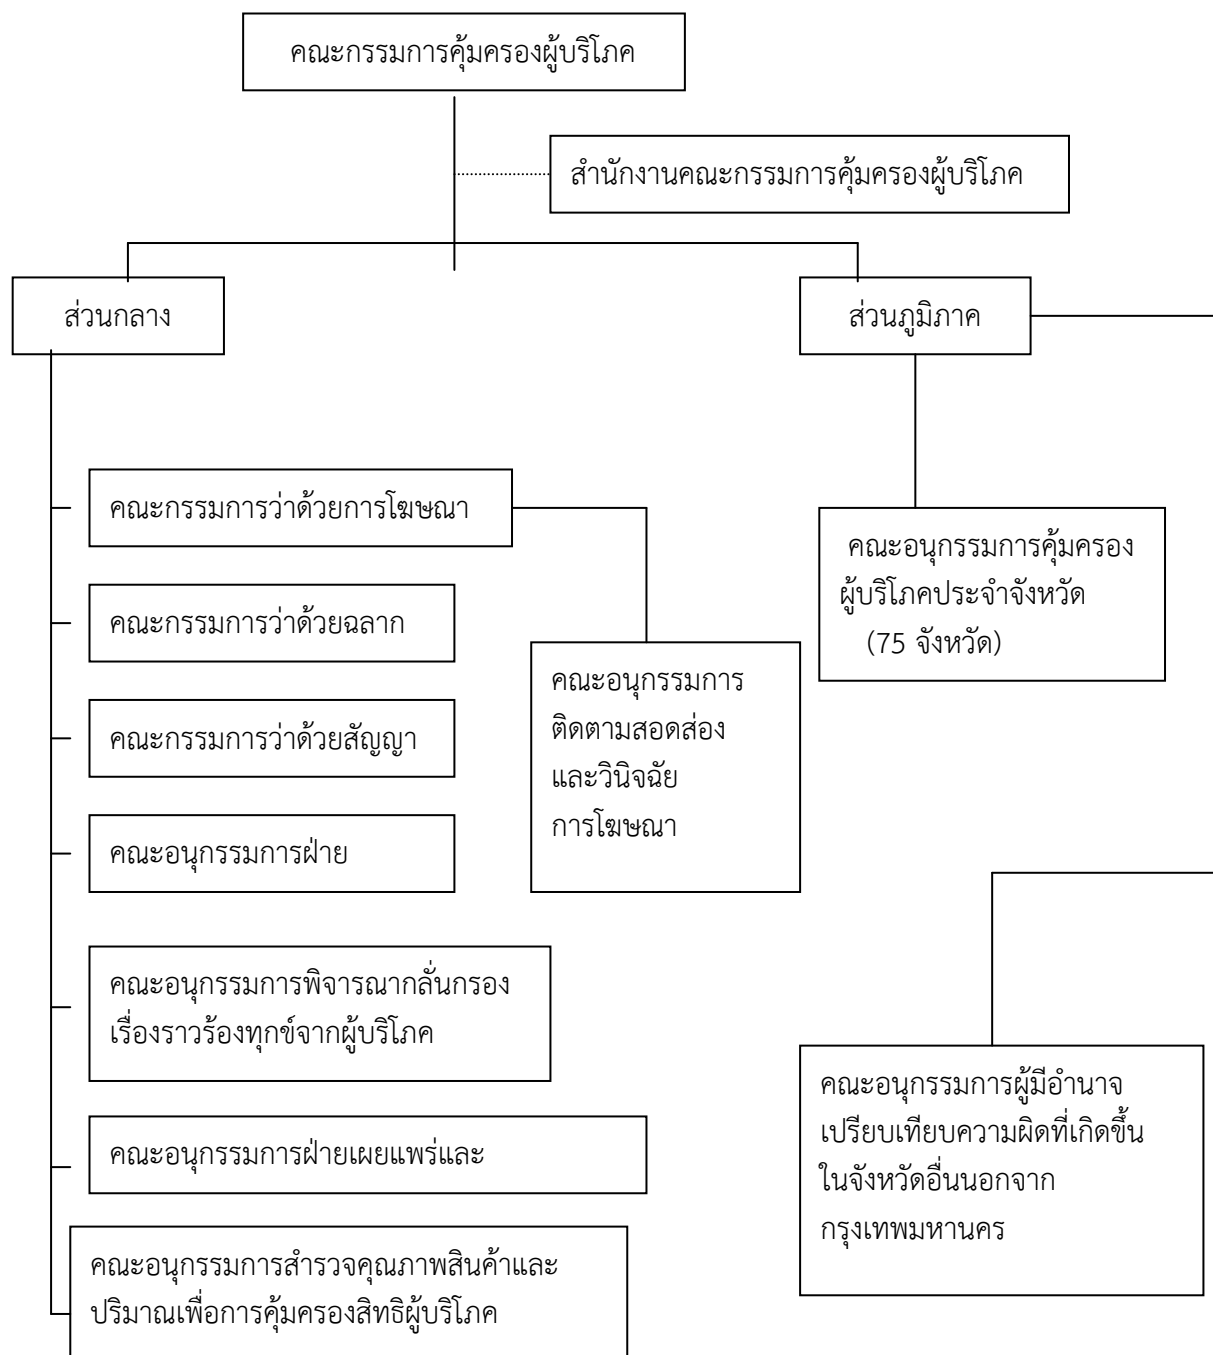 คณะกรรมการคุ้มครองผู้บริโภค
สำนักงานคณะกรรมการคุ้มครองผู้บริโภค
ส่วนกลาง
ส่วนภูมิภาค
คณะกรรมการว่าด้วยการโฆษณา
คณะกรรมการว่าด้วยฉลาก
คณะกรรมการว่าด้วยสัญญา
คณะอนุกรรมการฝ่าย
คณะอนุกรรมการพิจารณากลั่นกรอง
เรื่องราวร้องทุกข์จากผู้บริโภค
คณะอนุกรรมการฝ่ายเผยแพร่และ
คณะอนุกรรมการสำรวจคุณภาพสินค้าและ
ปริมาณเพื่อการคุ้มครองสิทธิผู้บริโภค
คณะอนุกรรมการ
ติดตามสอดส่อง
และวินิจฉัย
การโฆษณา
คณะอนุกรรมการคุ้มครอง
ผู้บริโภคประจำจังหวัด
(75 จังหวัด)
คณะอนุกรรมการผู้มีอำนาจ
เปรียบเทียบความผิดที่เกิดขึ้น
ในจังหวัดอื่นนอกจาก
กรุงเทพมหานคร